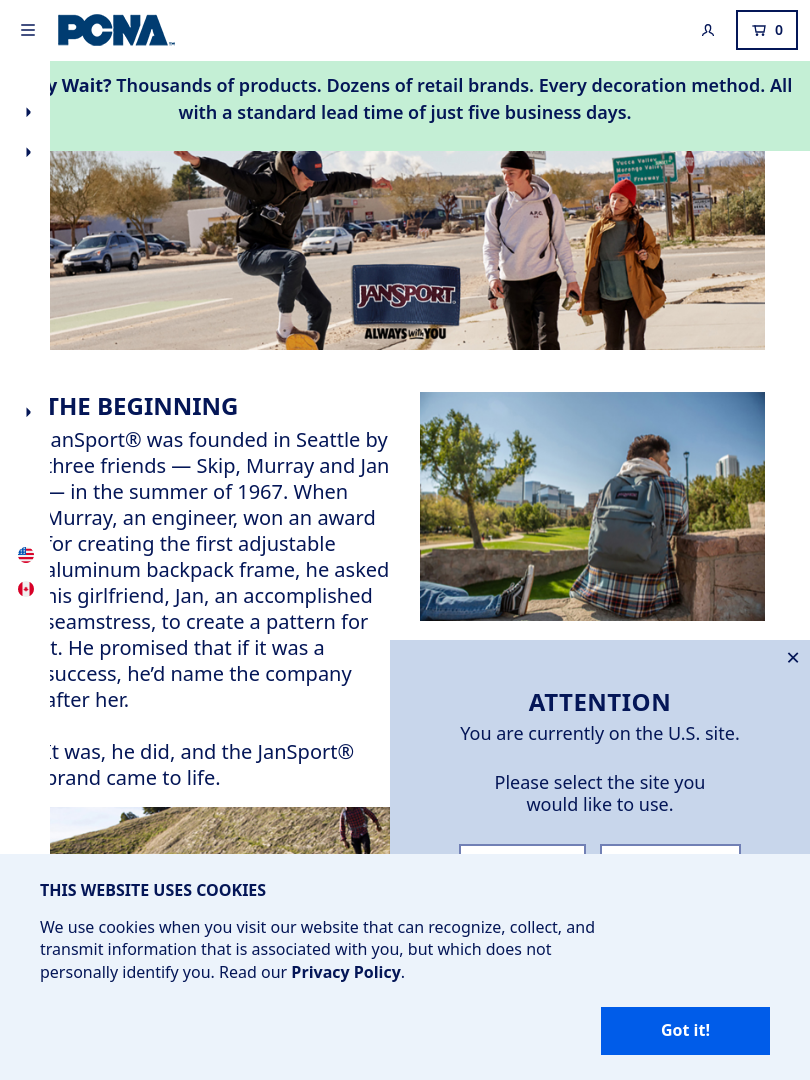 PCNA
0
y Wait? Thousands of products. Dozens of retail brands. Every decoration method. All
with a standard lead time of just five business days.
Yucca Valley
Freeway
A.P.C.
JANSPORT
ALWAYS with YOU
THE BEGINNING
anSport® was founded in Seattle by
three friends — Skip, Murray and Jan
— in the summer of 1967. When
Murray, an engineer, won an award
for creating the first adjustable
aluminum backpack frame, he asked
his girlfriend, Jan, an accomplished
seamstress, to create a pattern for
it. He promised that if it was a
success, he’d name the company
after her.
It was, he did, and the JanSport®
brand came to life.
ATTENTION
You are currently on the U.S. site.
Please select the site you
would like to use.
THIS WEBSITE USES COOKIES
We use cookies when you visit our website that can recognize, collect, and
transmit information that is associated with you, but which does not
personally identify you. Read our Privacy Policy.
Got it!